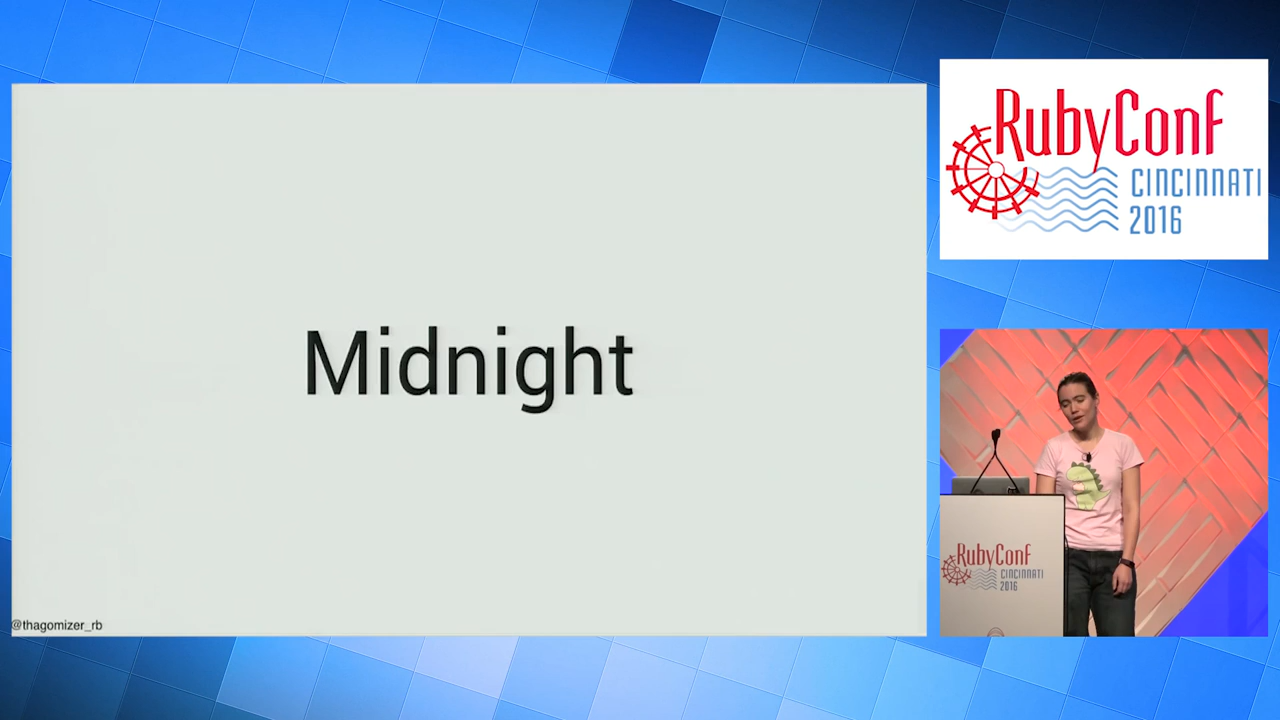 Midnight
@thagomizer_rb
RubyConf
CINCINNATI
2016
RubyConf
CINCINNATI
2016